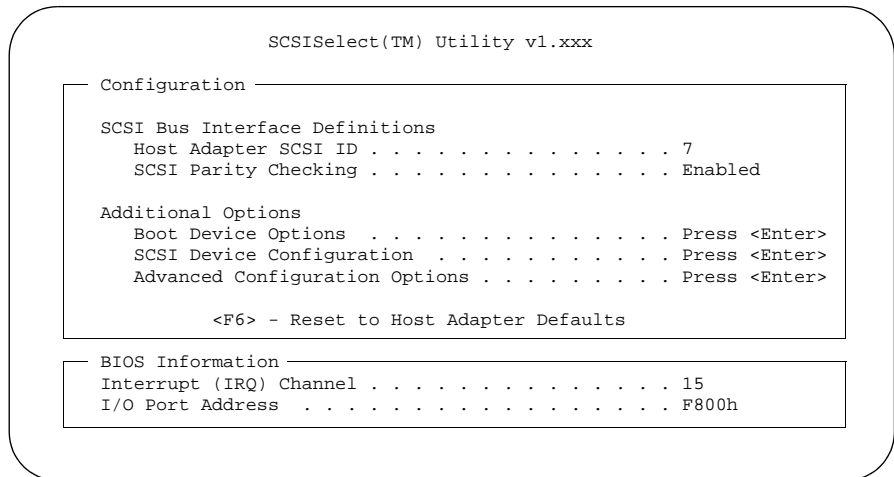 SCSISelect(TM) Utility v1.xxx
Configuration
SCSI Bus Interface Definitions
Host Adapter SCSI ID . . . . . . . . . . . . . . 7
SCSI Parity Checking . . . . . . . . . . . . . . Enabled
Additional Options
Boot Device Options . . . . . . . . . . . . . . Press <Enter>
SCSI Device Configuration . . . . . . . . . . . Press <Enter>
Advanced Configuration Options . . . . . . . . . Press <Enter>
<F6> - Reset to Host Adapter Defaults
BIOS Information
Interrupt (IRQ) Channel . . . . . . . . . . . . . . 15
I/O Port Address . . . . . . . . . . . . . . . . . F800h